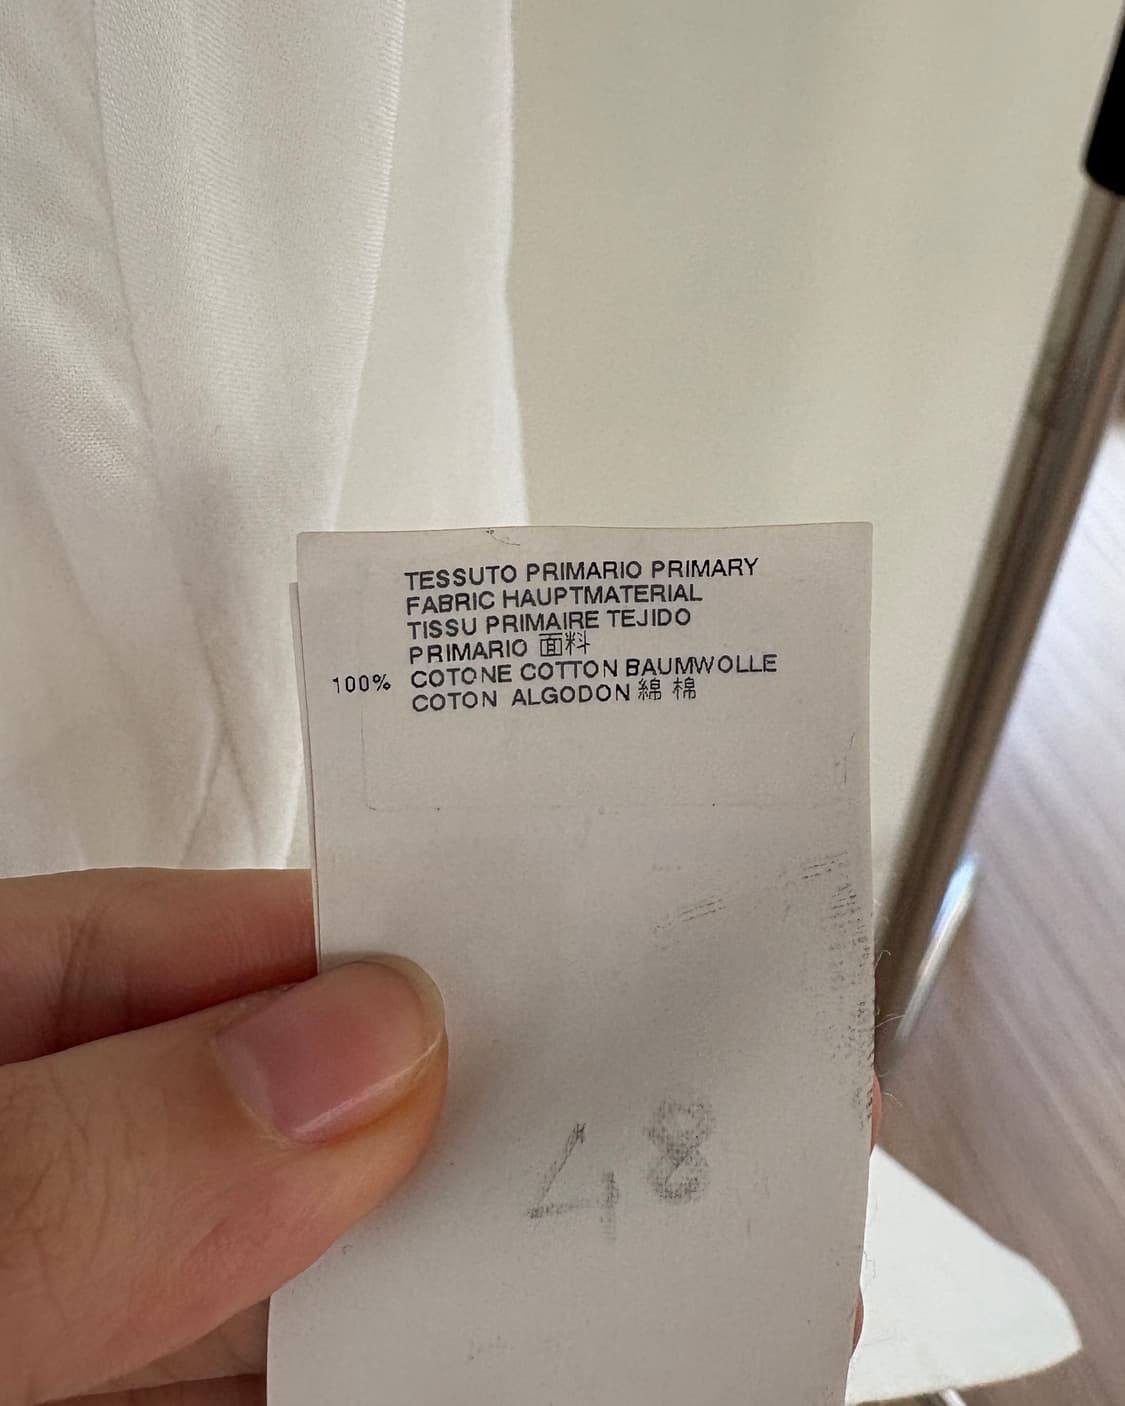 TESSUTO PRIMARIO PRIMARY
FABRIC HAUPTMATERIAL
TISSU PRIMAIRE TEJIDO
PRIMARIO 面料
100% COTONE COTTON BAUMWOLLE
COTON ALGODON 綿 棉
48